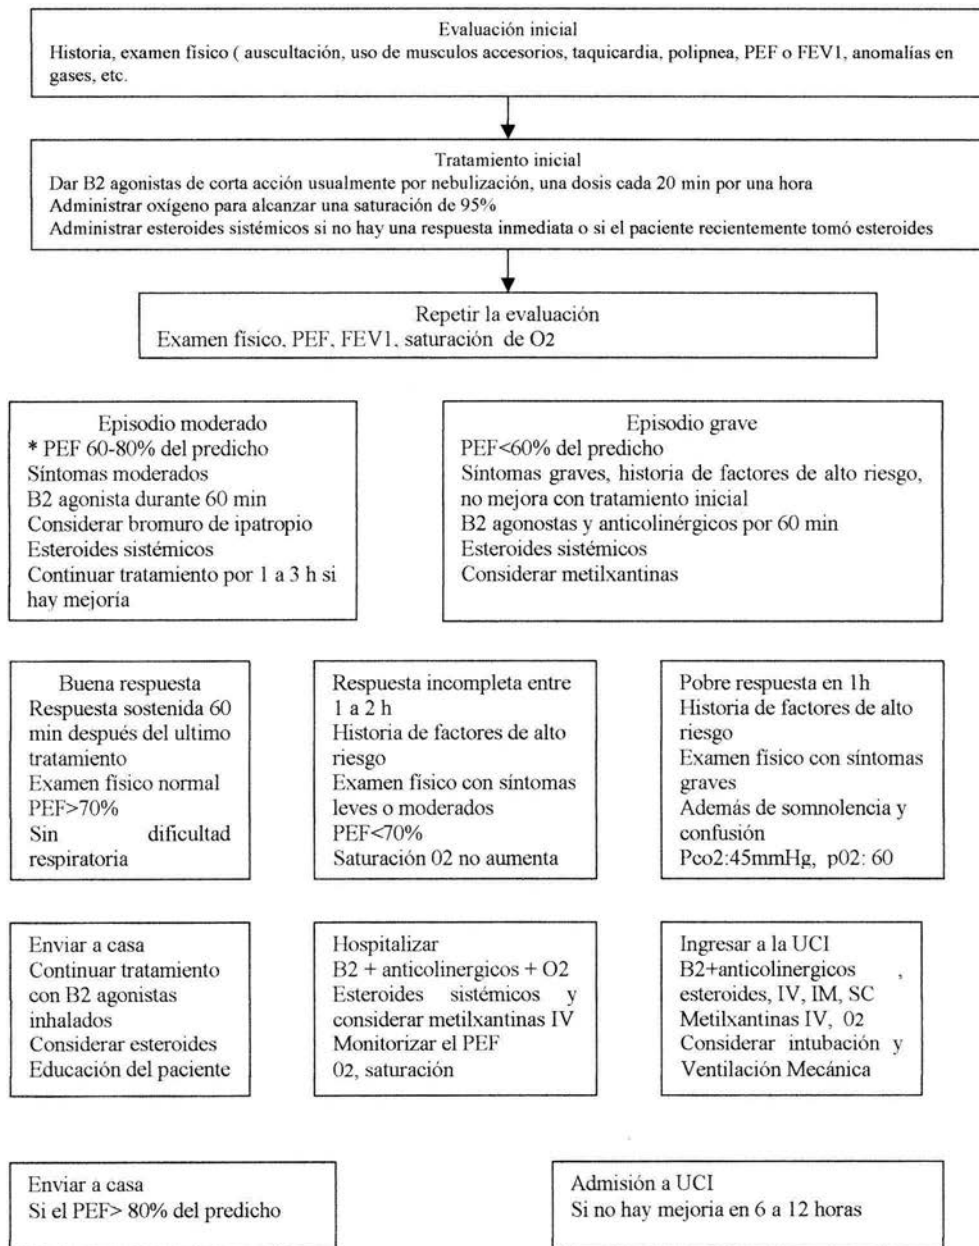 Evaluación inicial
Historia, examen físico ( auscultación, uso de musculos accesorios, taquicardia, polipnea, PEF o FEV1, anomalías en
gases, etc.
Tratamiento inicial
Dar B2 agonistas de corta acción usualmente por nebulización, una dosis cada 20 min por una hora
Administrar oxígeno para alcanzar una saturación de 95%
Administrar esteroides sistémicos si no hay una respuesta inmediata o si el paciente recientemente tomó esteroides
Repetir la evaluación
Examen físico, PEF, FEV1, saturación de O2
Episodio moderado
* PEF 60-80% del predicho
Síntomas moderados
B2 agonista durante 60 min
Considerar bromuro de ipatropio
Esteroides sistémicos
Continuar tratamiento por 1 a 3 h si
hay mejoría
Episodio grave
PEF<60% del predicho
Síntomas graves, historia de factores de alto riesgo,
no mejora con tratamiento inicial
B2 agonostas y anticolinérgicos por 60 min
Esteroides sistémicos
Considerar metilxantinas
Buena respuesta
Respuesta sostenida 60
min después del ultimo
tratamiento
Examen físico normal
PEF>70%
Sin dificultad
respiratoria
Respuesta incompleta entre
1 a 2 h
Historia de factores de alto
riesgo
Examen físico con síntomas
leves o moderados
PEF<70%
Saturación 02 no aumenta
Pobre respuesta en 1h
Historia de factores de alto
riesgo
Examen físico con síntomas
graves
Además de somnolencia y
confusión
Pco2:45mmHg, p02: 60
Enviar a casa
Continuar tratamiento
con B2 agonistas
inhalados
Considerar esteroides
Educación del paciente
Hospitalizar
B2 + anticolinergicos + O2
Esteroides sistémicos y
considerar metilxantinas IV
Monitorizar el PEF
02, saturación
Ingresar a la UCI
B2+anticolinergicos ,
esteroides, IV, IM, SC
Metilxantinas IV, 02
Considerar intubación y
Ventilación Mecánica
Enviar a casa
Si el PEF> 80% del predicho
Admisión a UCI
Si no hay mejoria en 6 a 12 horas